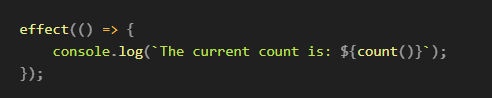 effect(() => {
    console.log(`The current count is: ${count()}`);
});